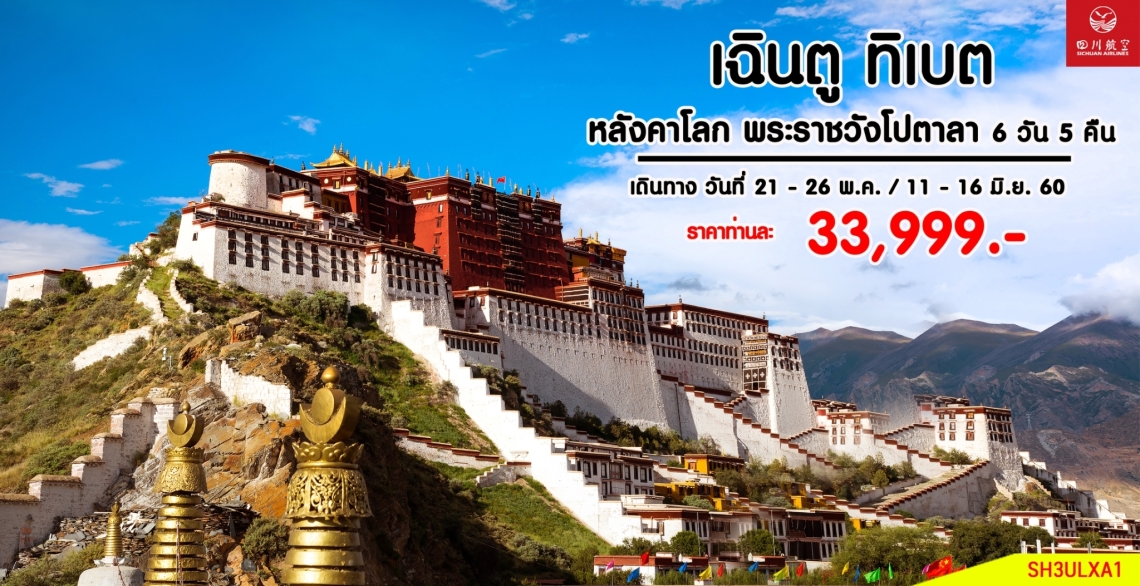 四川航空
SICHUAN AIRLINES
เฉินตู ทิเบต
หลังคาโลก พระราชวังโปตาลา 6 วัน 5 คืน
เดินทาง วันที่ 21 - 26 พ.ค. / 11 - 16 มิ.ย. 60
ราคาท่านละ 33,999.-
SH3ULXA1